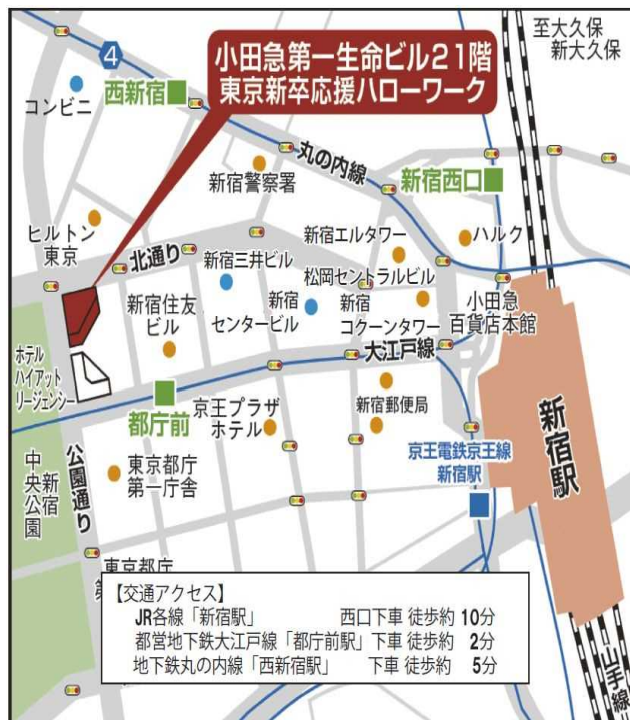 至大久保
新大久保
4
小田急第一生命ビル21階
東京新卒応援ハローワーク
コンビニ
西新宿
丸の内線
新宿警察署
新宿西口
ヒルトン
東京
北通り
新宿エルタワー
ハルク
新宿三井ビル
松岡セントラルビル
新宿住友
ビル
新宿
センタービル
新宿
コクーンタワー
小田急
百貨店本館
ホテル
ハイアット
リージェンシー
大江戸線
都庁前
京王プラザ
ホテル
新宿郵便局
新宿駅
京王電鉄京王線
新宿駅
新宿
中央公園
公園通り
東京都庁
第一庁舎
東京都庁
【交通アクセス】
JR各線「新宿駅」 西口下車 徒歩約 10分
都営地下鉄大江戸線「都庁前駅」下車 徒歩約 2分
地下鉄丸の内線「西新宿駅」 下車 徒歩約 5分
山手線